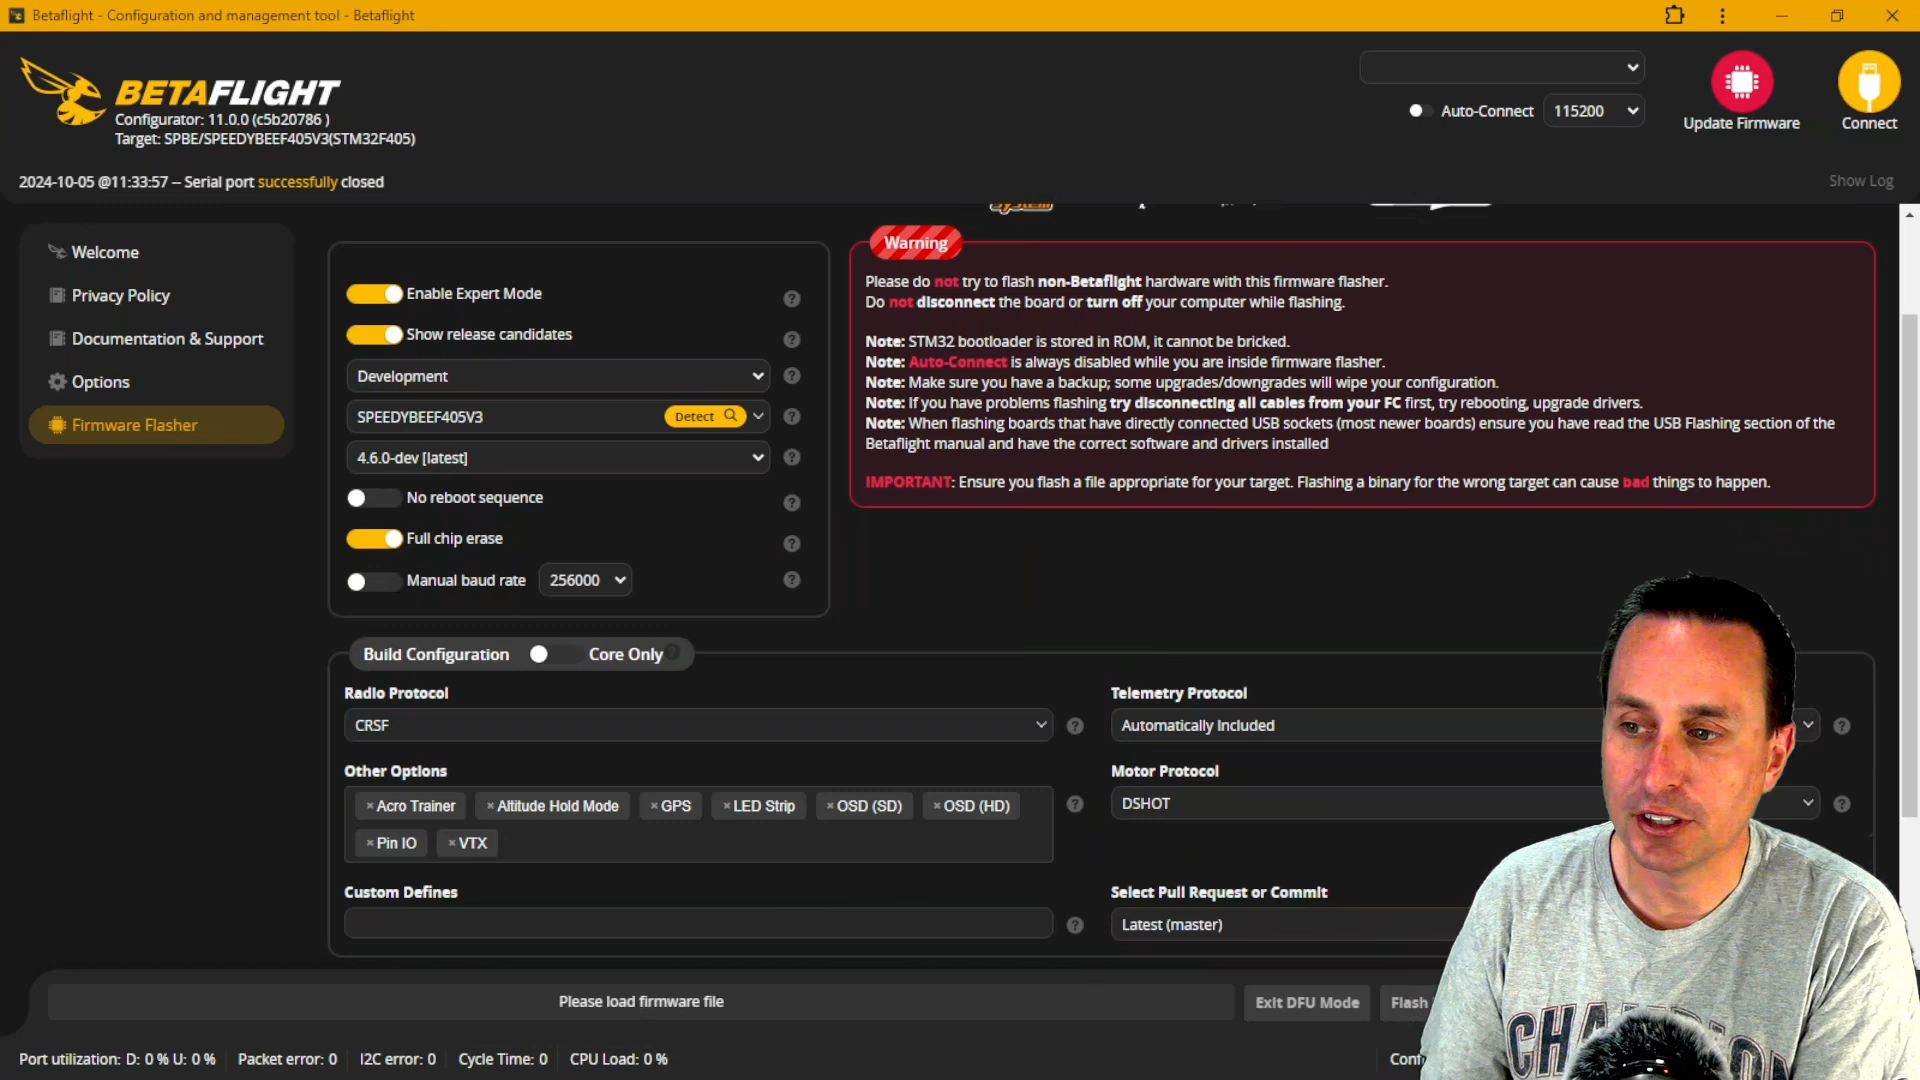 Betaflight - Configuration and management tool - Betaflight
BETAFLIGHT
Configurator: 11.0.0 (c5b20786 )
Target: SPBE/SPEEDYBEEF405V3(STM32F405)
Auto-Connect
115200
Update Firmware
Connect
2024-10-05 @11:33:57 -- Serial port successfully closed
Show Log
Welcome
Privacy Policy
Documentation & Support
Options
Firmware Flasher
Enable Expert Mode
Show release candidates
Development
SPEEDYBEEF405V3
Detect
4.6.0-dev [latest]
No reboot sequence
Full chip erase
Manual baud rate
256000
Warning
Please do not try to flash non-Betaflight hardware with this firmware flasher.
Do not disconnect the board or turn off your computer while flashing.
Note: STM32 bootloader is stored in ROM, it cannot be bricked.
Note: Auto-Connect is always disabled while you are inside firmware flasher.
Note: Make sure you have a backup; some upgrades/downgrades will wipe your configuration.
Note: If you have problems flashing try disconnecting all cables from your FC first, try rebooting, upgrade drivers.
Note: When flashing boards that have directly connected USB sockets (most newer boards) ensure you have read the USB Flashing section of the
Betaflight manual and have the correct software and drivers installed
IMPORTANT: Ensure you flash a file appropriate for your target. Flashing a binary for the wrong target can cause bad things to happen.
Build Configuration
Core Only
Radio Protocol
CRSF
Telemetry Protocol
Automatically Included
Other Options
× Acro Trainer × Altitude Hold Mode × GPS × LED Strip × OSD (SD) × OSD (HD)
× Pin IO × VTX
Motor Protocol
DSHOT
Custom Defines
Select Pull Request or Commit
Latest (master)
Please load firmware file
Exit DFU Mode
Flash
Port utilization: D: 0 % U: 0 %
Packet error: 0
I2C error: 0
Cycle Time: 0
CPU Load: 0 %